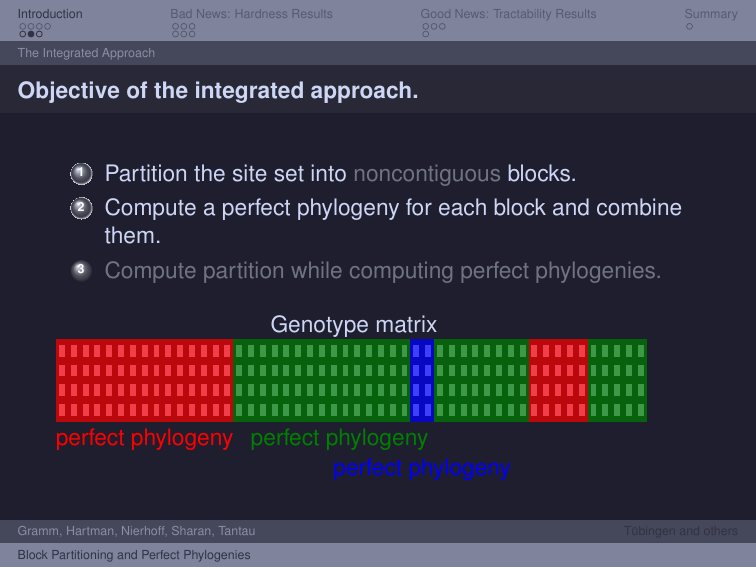 Introduction
Bad News: Hardness Results
Good News: Tractability Results
Summary
The Integrated Approach
Objective of the integrated approach.
1 Partition the site set into noncontiguous blocks.
2 Compute a perfect phylogeny for each block and combine
them.
3 Compute partition while computing perfect phylogenies.
Genotype matrix
perfect phylogeny perfect phylogeny
perfect phylogeny
Gramm, Hartman, Nierhoff, Sharan, Tantau
Tübingen and others
Block Partitioning and Perfect Phylogenies